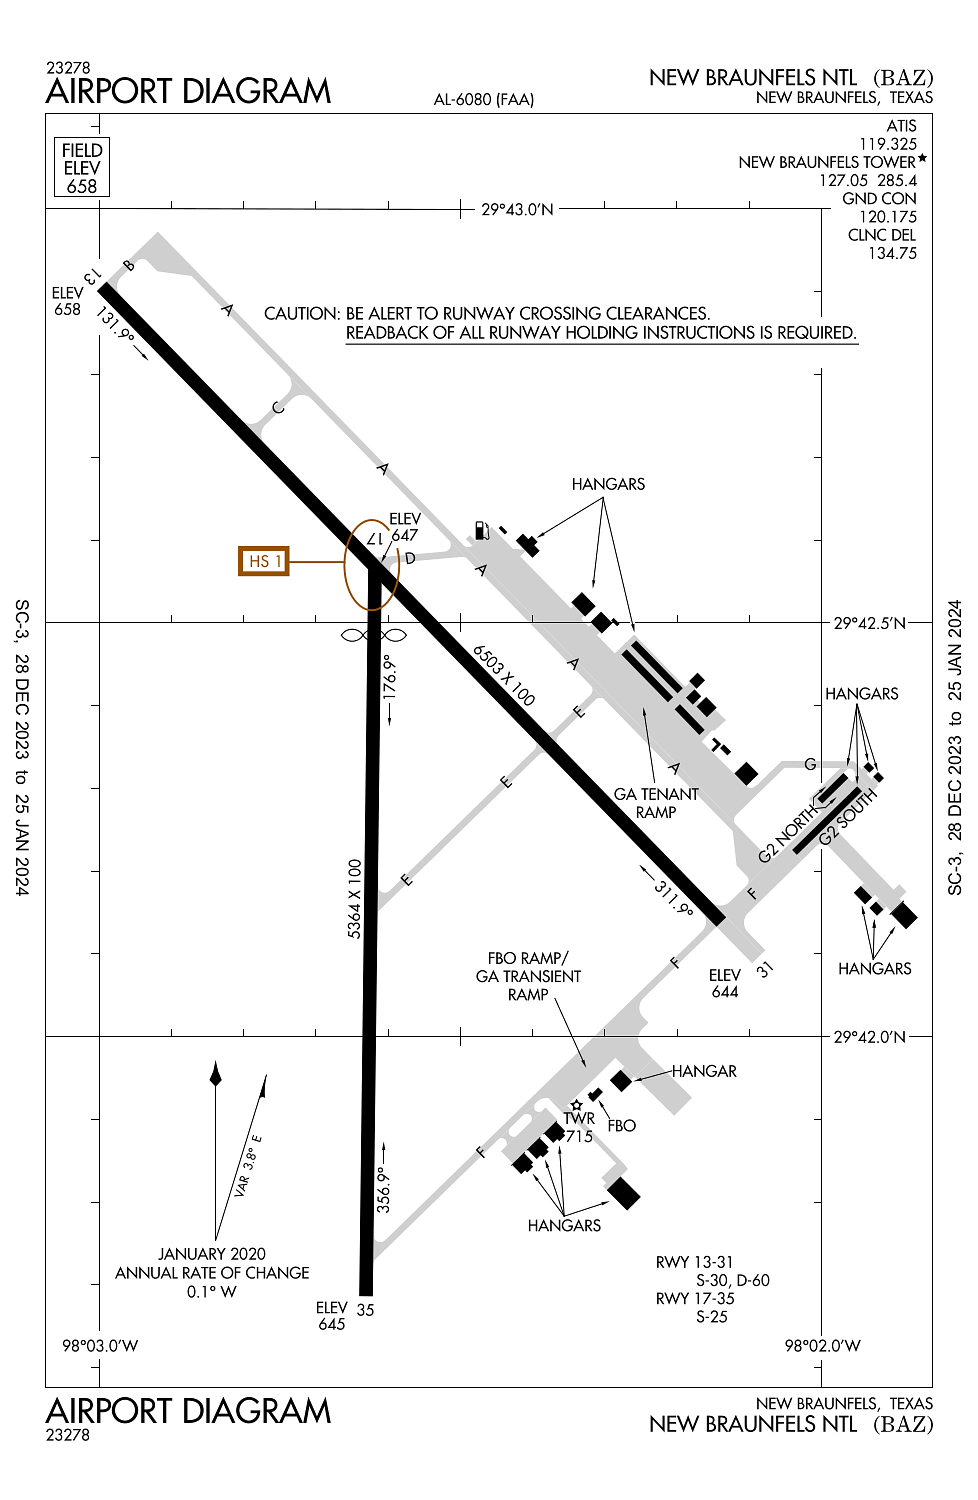 23278
AIRPORT DIAGRAM
AL-6080 (FAA)
NEW BRAUNFELS NTL (BAZ)
NEW BRAUNFELS, TEXAS
FIELD
ELEV
658
ATIS
119.325
NEW BRAUNFELS TOWER★
127.05 285.4
GND CON
120.175
CLNC DEL
134.75
29°43.0'N
13
B
ELEV
658
131.9°
A
CAUTION: BE ALERT TO RUNWAY CROSSING CLEARANCES.
READBACK OF ALL RUNWAY HOLDING INSTRUCTIONS IS REQUIRED.
C
A
HANGARS
ELEV
647
17
D
HS 1
A
29°42.5'N
176.9°
6503 X 100
A
E
HANGARS
A
G
E
GA TENANT
RAMP
G2 NORTH
G2 SOUTH
E
5364 X 100
311.9°
F
FBO RAMP/
GA TRANSIENT
RAMP
F
ELEV
644
31
HANGARS
29°42.0'N
HANGAR
TWR
715
FBO
F
VAR 3.8° E
356.9°
HANGARS
JANUARY 2020
ANNUAL RATE OF CHANGE
0.1° W
RWY 13-31
S-30, D-60
RWY 17-35
S-25
ELEV
645
35
98°03.0'W
98°02.0'W
SC-3, 28 DEC 2023 to 25 JAN 2024
SC-3, 28 DEC 2023 to 25 JAN 2024
AIRPORT DIAGRAM
23278
NEW BRAUNFELS, TEXAS
NEW BRAUNFELS NTL (BAZ)